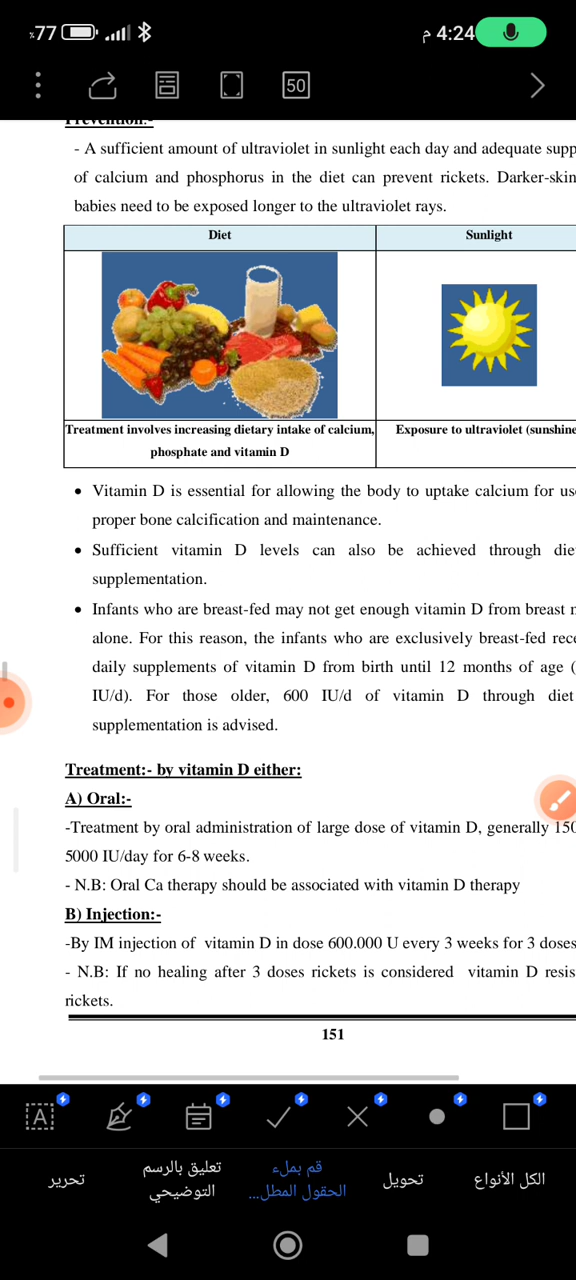 %77
4:24 م
50
Prevention:-
- A sufficient amount of ultraviolet in sunlight each day and adequate supp
of calcium and phosphorus in the diet can prevent rickets. Darker-skin
babies need to be exposed longer to the ultraviolet rays.
Diet
Sunlight
Treatment involves increasing dietary intake of calcium,
phosphate and vitamin D
Exposure to ultraviolet (sunshine
• Vitamin D is essential for allowing the body to uptake calcium for us
proper bone calcification and maintenance.
• Sufficient vitamin D levels can also be achieved through die
supplementation.
• Infants who are breast-fed may not get enough vitamin D from breast
alone. For this reason, the infants who are exclusively breast-fed rece
daily supplements of vitamin D from birth until 12 months of age (
IU/d). For those older, 600 IU/d of vitamin D through diet
supplementation is advised.
Treatment:- by vitamin D either:
A) Oral:-
-Treatment by oral administration of large dose of vitamin D, generally 150
5000 IU/day for 6-8 weeks.
- N.B: Oral Ca therapy should be associated with vitamin D therapy
B) Injection:-
-By IM injection of vitamin D in dose 600.000 U every 3 weeks for 3 doses
- N.B: If no healing after 3 doses rickets is considered vitamin D resis
rickets.
151
A
الكل الأنواع
تحويل
قم بملء
الحقول المطل...
تعليق بالرسم
التوضيحي
تحرير